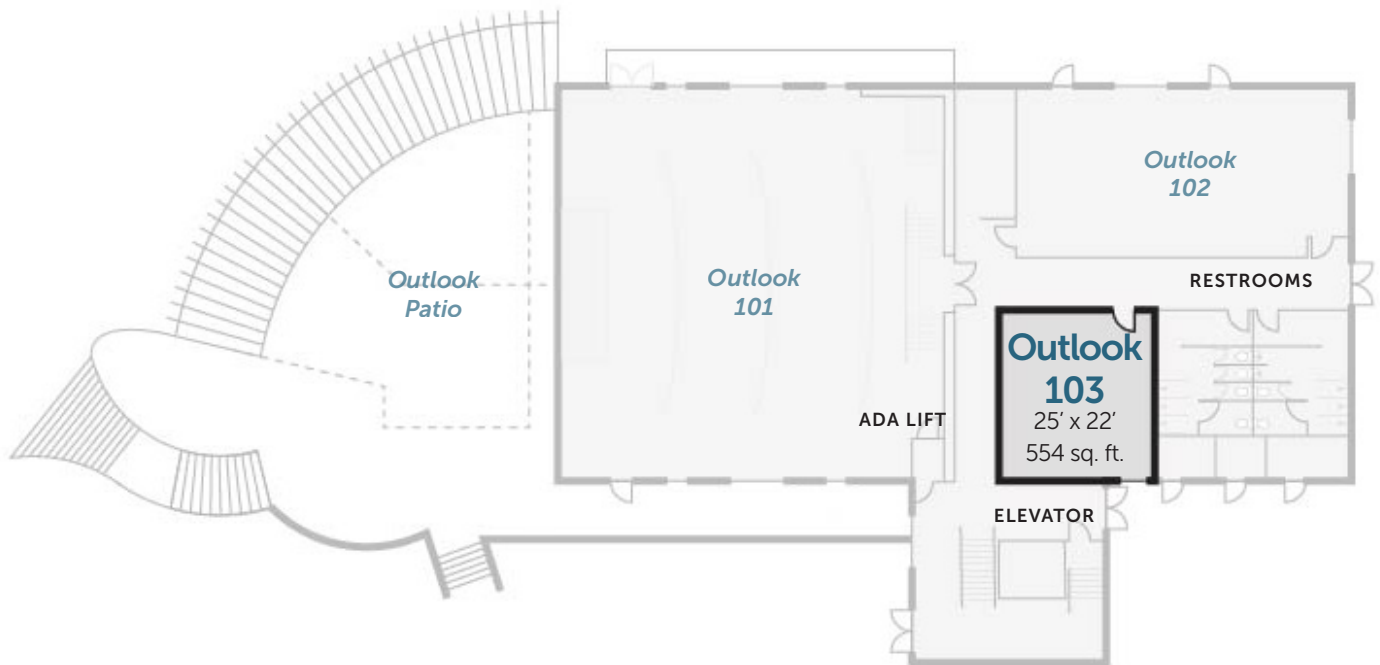 Outlook
102
Outlook
Patio
Outlook
101
RESTROOMS
Outlook
103
25’ x 22’
554 sq. ft.
ADA LIFT
ELEVATOR